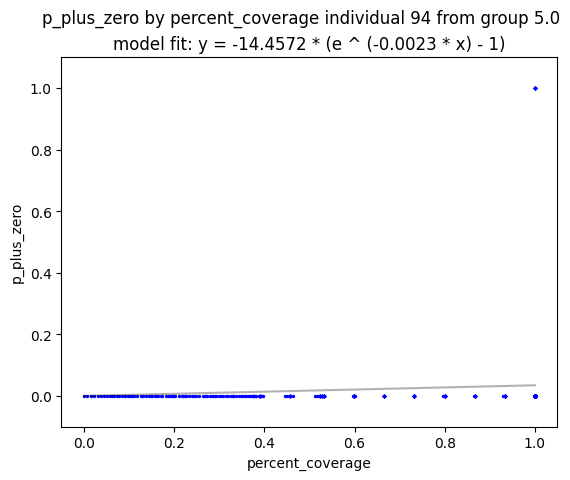 p_plus_zero by percent_coverage individual 94 from group 5.0
model fit: y = -14.4572 * (e ^ (-0.0023 * x) - 1)
1.0
0.8
0.6
0.4
0.2
0.0
p_plus_zero
0.0 0.2 0.4 0.6 0.8 1.0
percent_coverage